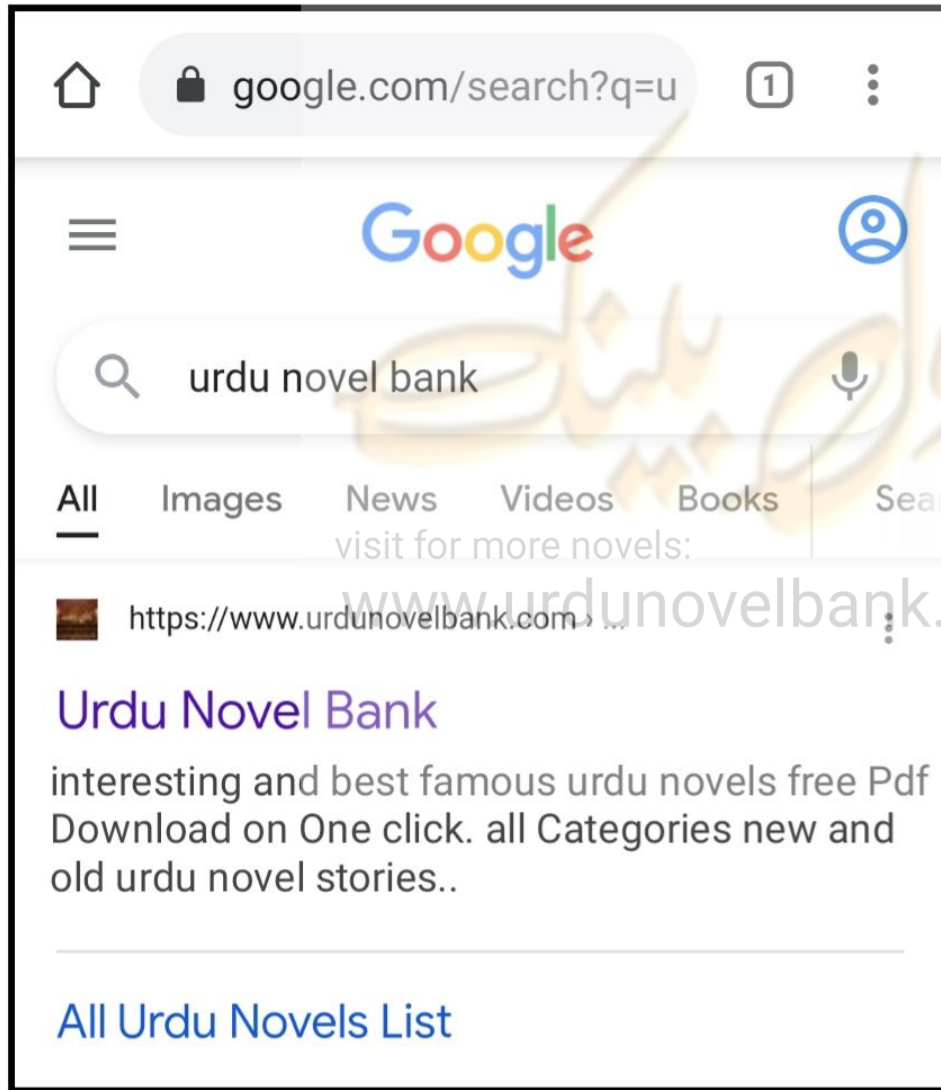 google.com/search?q=u
1
Google
urdu novel bank
All Images News Videos Books Sea
visit for more novels:
https://www.urdunovelbank.com › ...
www.urdunovelbank.
Urdu Novel Bank
interesting and best famous urdu novels free Pdf
Download on One click. all Categories new and
old urdu novel stories..
All Urdu Novels List